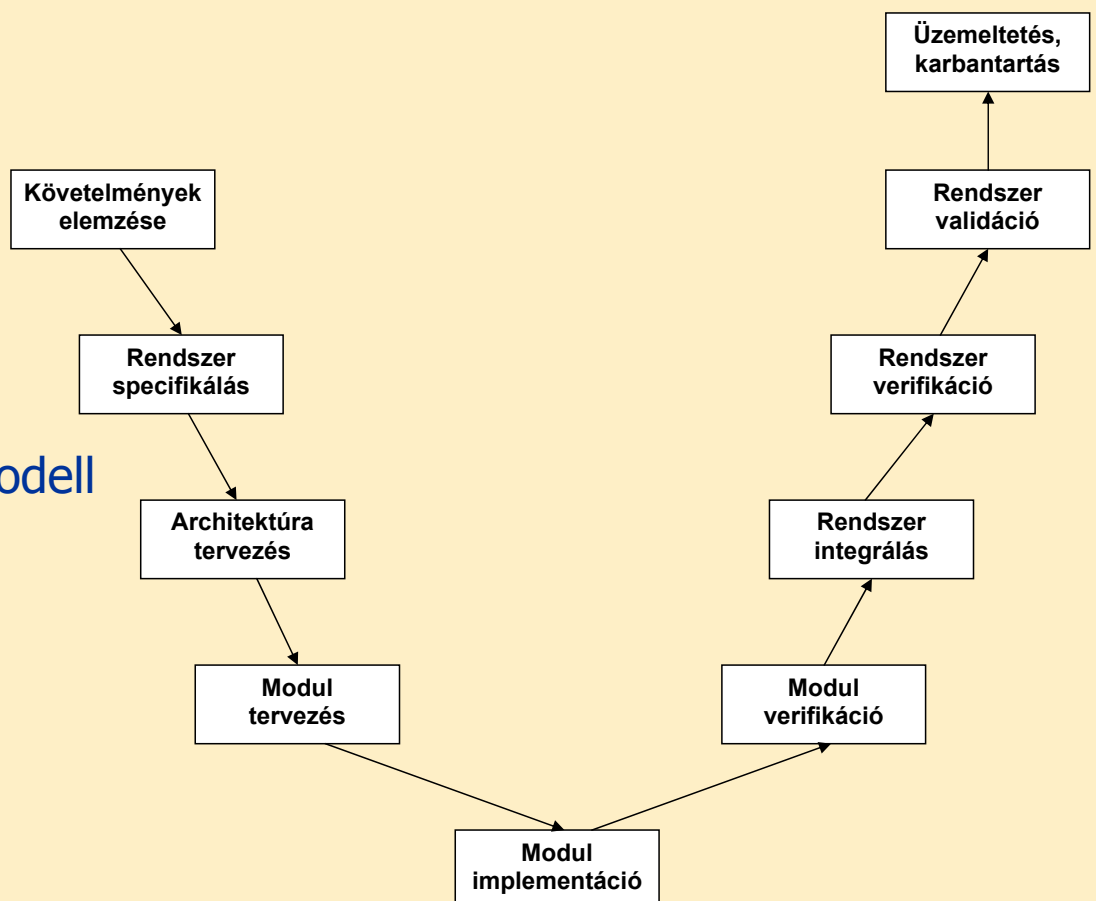 Üzemeltetés,
karbantartás
Követelmények
elemzése
Rendszer
validáció
Rendszer
specifikálás
Rendszer
verifikáció
odell
Architektúra
tervezés
Rendszer
integrálás
Modul
tervezés
Modul
verifikáció
Modul
implementáció